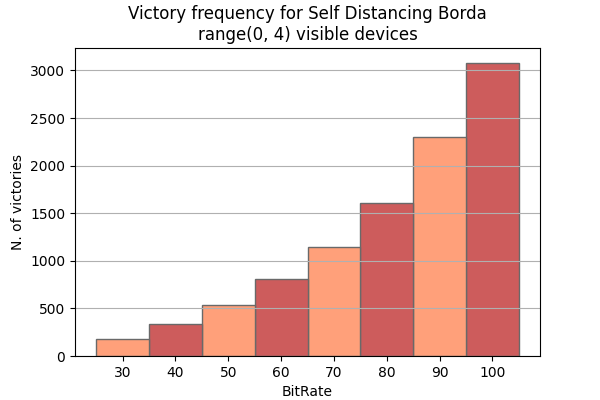 Victory frequency for Self Distancing Borda
range(0, 4) visible devices
3000
2500
2000
1500
1000
500
0
N. of victories
30 40 50 60 70 80 90 100
BitRate